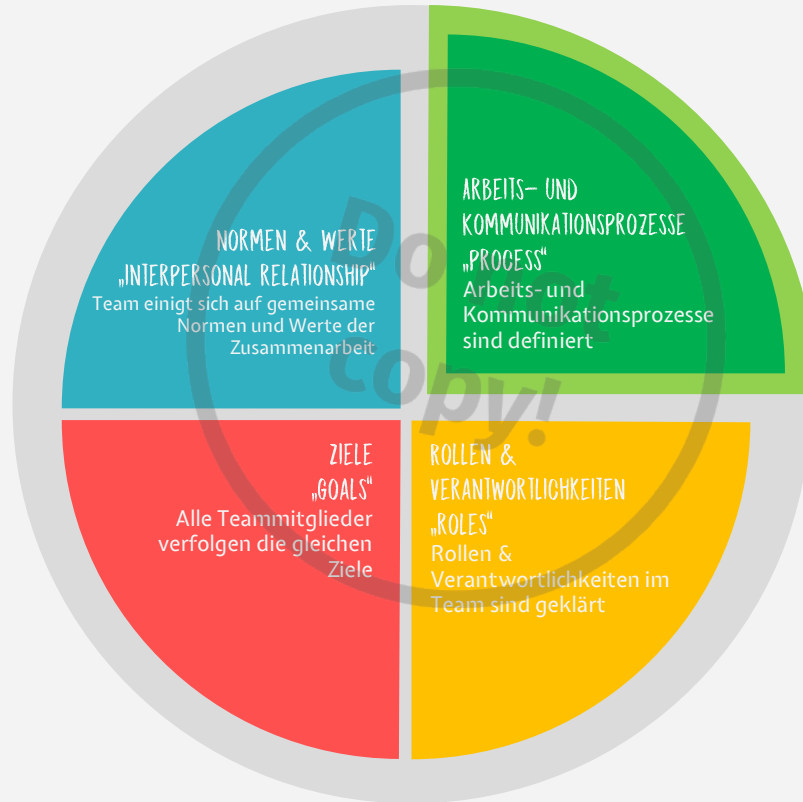 NORMEN & WERTE
„INTERPERSONAL RELATIONSHIP"
Team einigt sich auf gemeinsame
Normen und Werte der
Zusammenarbeit
ARBEITS- UND
KOMMUNIKATIONSPROZESSE
„PROCESS"
Arbeits- und
Kommunikationsprozesse
sind definiert
ZIELE
„GOALS"
Alle Teammitglieder
verfolgen die gleichen
Ziele
ROLLEN &
VERANTWORTLICHKEITEN
„ROLES"
Rollen &
Verantwortlichkeiten im
Team sind geklärt
Do not
copy!